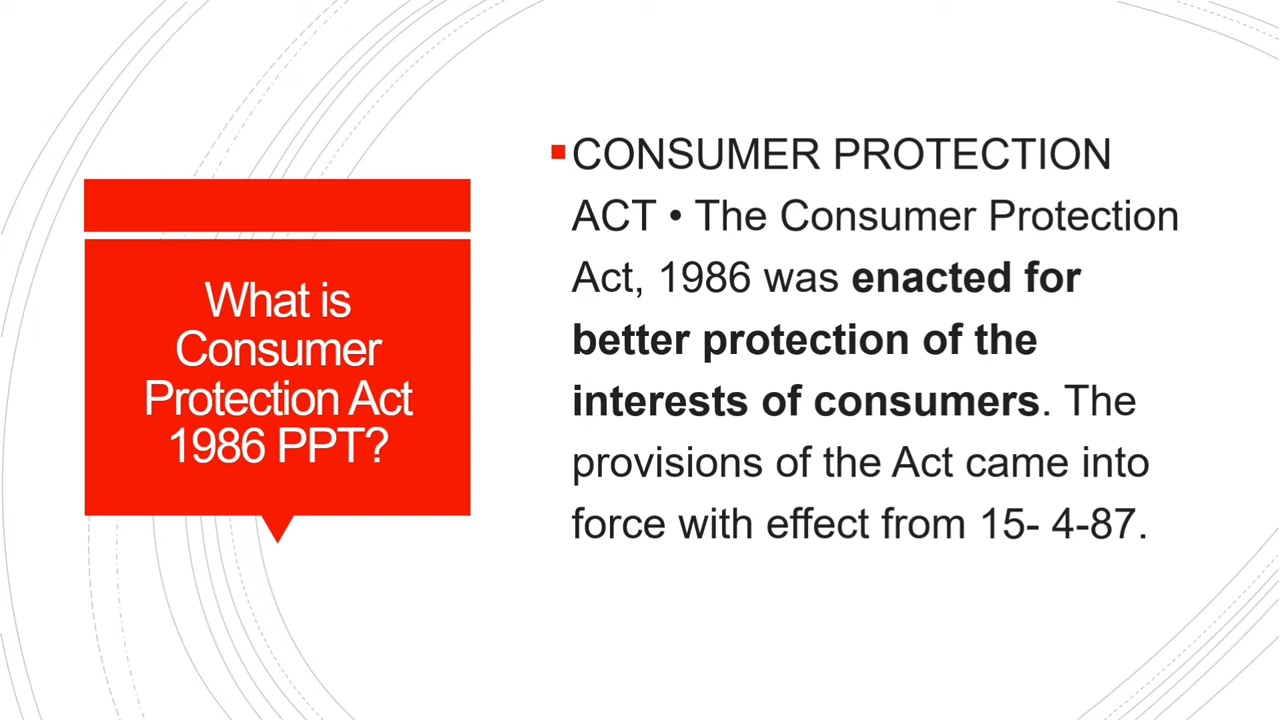 What is
Consumer
Protection Act
1986 PPT?
CONSUMER PROTECTION
ACT • The Consumer Protection
Act, 1986 was enacted for
better protection of the
interests of consumers. The
provisions of the Act came into
force with effect from 15- 4-87.